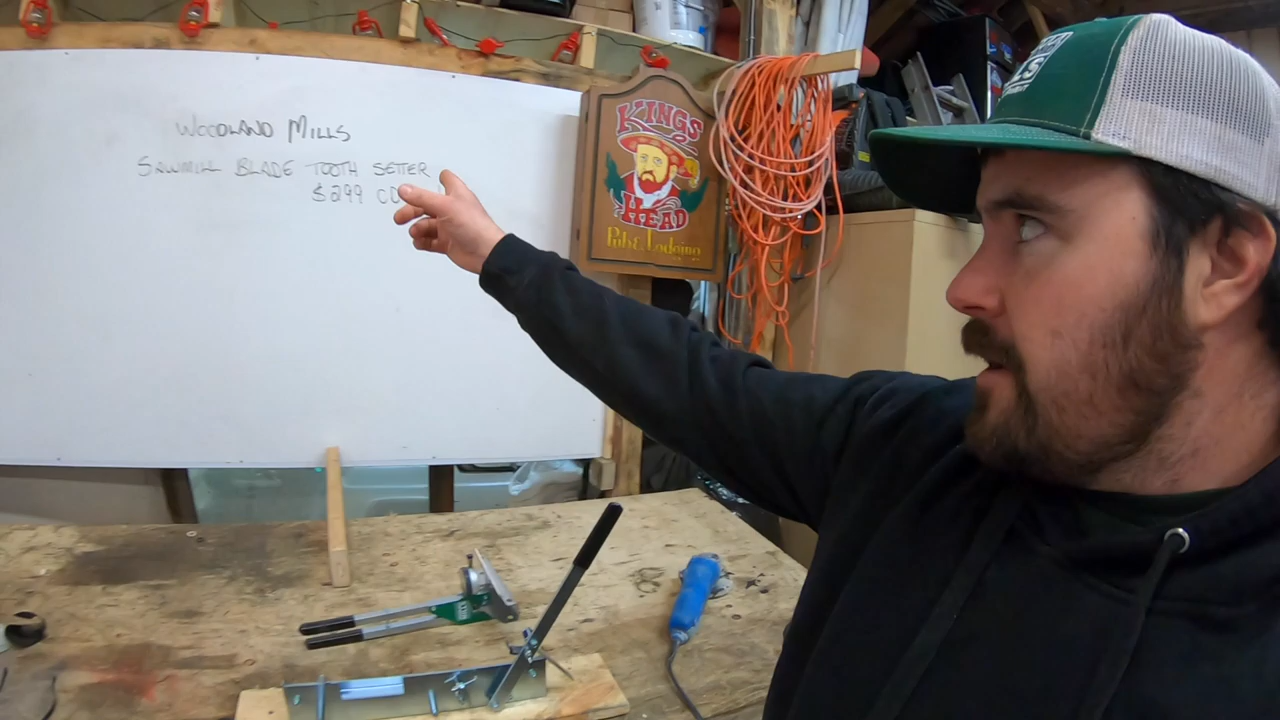 WOODLAND MILLS
SAWMILL BLADE TOOTH SETTER
$299
KINGS
HEAD
Pub & Lodging